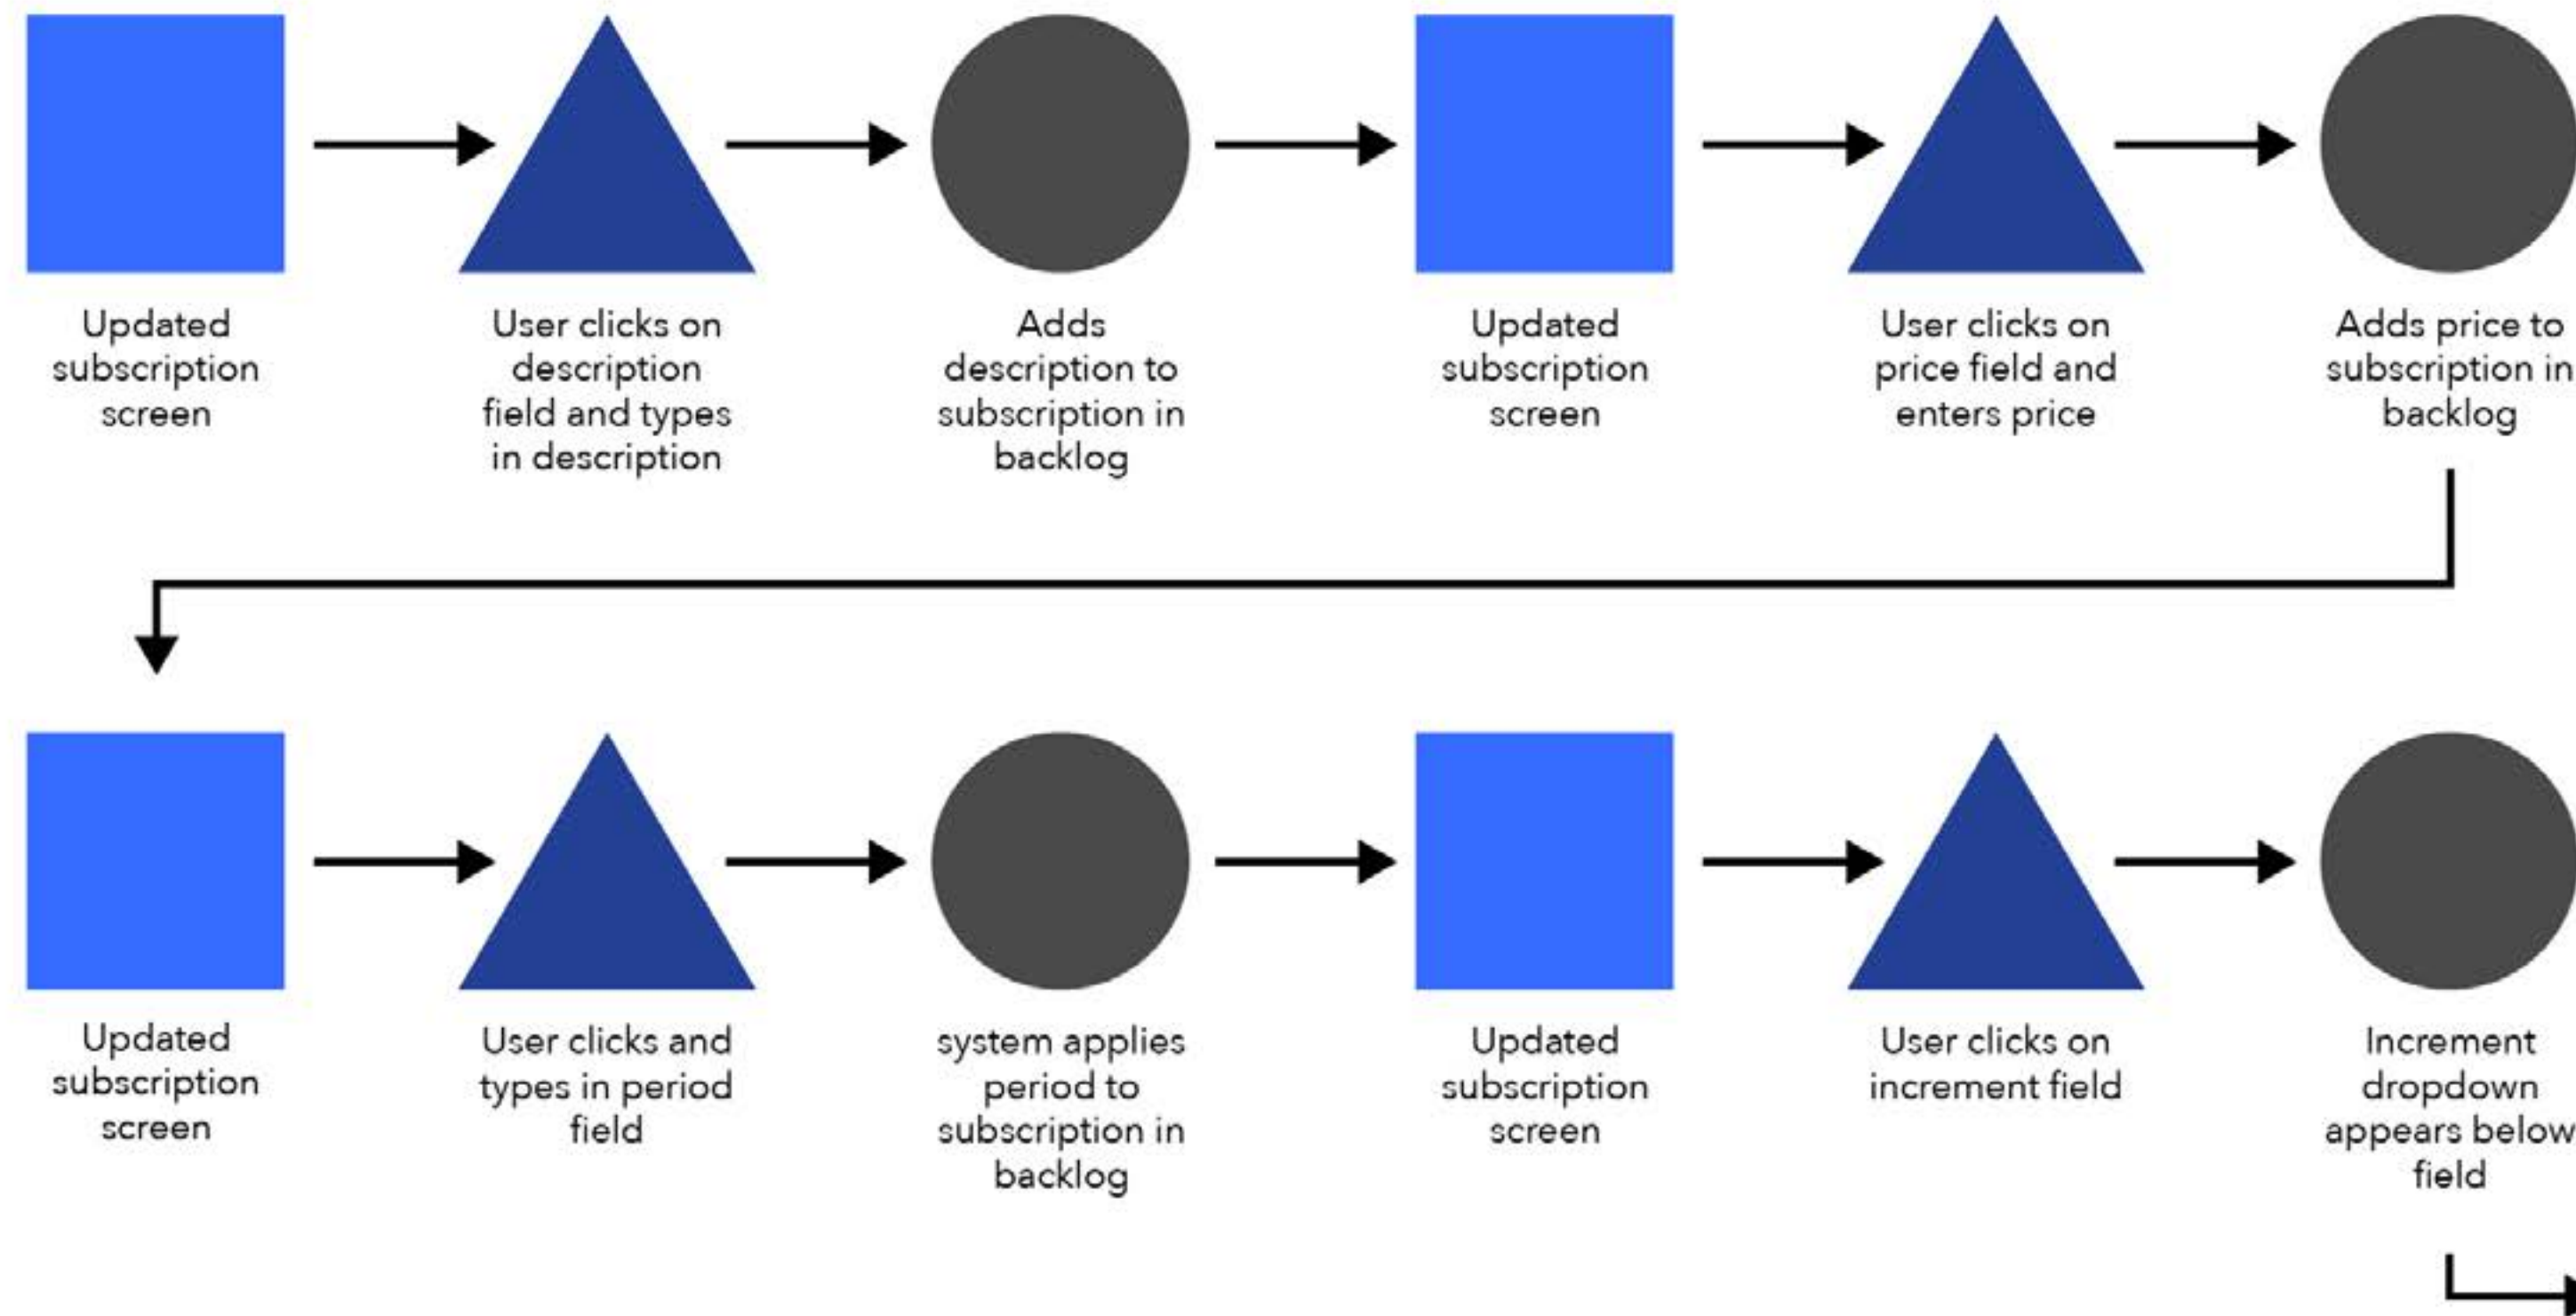 Updated
subscription
screen
User clicks on
description
field and types
in description
Adds
description to
subscription in
backlog
Updated
subscription
screen
User clicks on
price field and
enters price
Adds price to
subscription in
backlog
Updated
subscription
screen
User clicks and
types in period
field
system applies
period to
subscription in
backlog
Updated
subscription
screen
User clicks on
increment field
Increment
dropdown
appears below
field